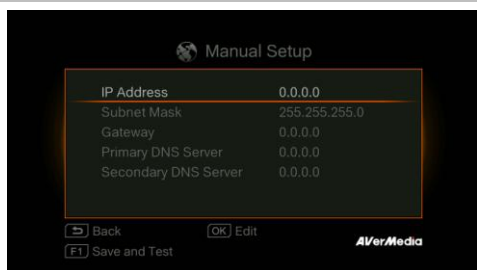 Manual Setup
IP Address 0.0.0.0
Subnet Mask 255.255.255.0
Gateway 0.0.0.0
Primary DNS Server 0.0.0.0
Secondary DNS Server 0.0.0.0
Back OK Edit
F1 Save and Test
AVerMedia